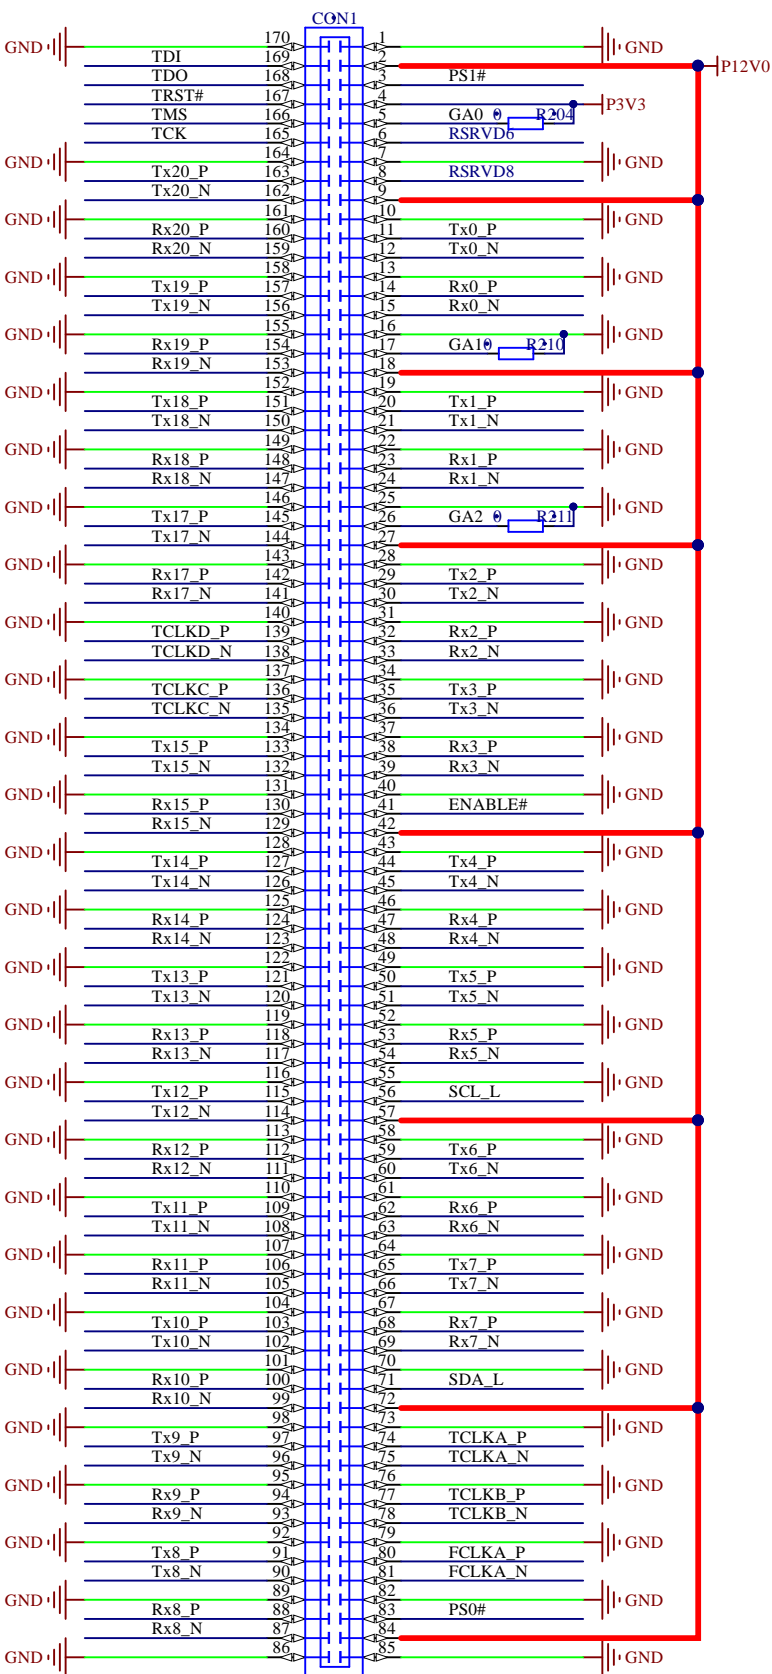 CON1
GND 170 1 GND
TDI 169 2 P12V0
TDO 168 3 PS1#
TRST# 167 4 P3V3
TMS 166 5 GA0 0 R204
TCK 165 6 RSRVD6
GND 164 7 GND
Tx20_P 163 8 RSRVD8
Tx20_N 162 9
GND 161 10 GND
Rx20_P 160 11 Tx0_P
Rx20_N 159 12 Tx0_N
GND 158 13 GND
Tx19_P 157 14 Rx0_P
Tx19_N 156 15 Rx0_N
GND 155 16 GND
Rx19_P 154 17 GA1 0 R210
Rx19_N 153 18
GND 152 19 GND
Tx18_P 151 20 Tx1_P
Tx18_N 150 21 Tx1_N
GND 149 22 GND
Rx18_P 148 23 Rx1_P
Rx18_N 147 24 Rx1_N
GND 146 25 GND
Tx17_P 145 26 GA2 0 R211
Tx17_N 144 27
GND 143 28 GND
Rx17_P 142 29 Tx2_P
Rx17_N 141 30 Tx2_N
GND 140 31 GND
TCLKD_P 139 32 Rx2_P
TCLKD_N 138 33 Rx2_N
GND 137 34 GND
TCLKC_P 136 35 Tx3_P
TCLKC_N 135 36 Tx3_N
GND 134 37 GND
Tx15_P 133 38 Rx3_P
Tx15_N 132 39 Rx3_N
GND 131 40 GND
Rx15_P 130 41 ENABLE#
Rx15_N 129 42
GND 128 43 GND
Tx14_P 127 44 Tx4_P
Tx14_N 126 45 Tx4_N
GND 125 46 GND
Rx14_P 124 47 Rx4_P
Rx14_N 123 48 Rx4_N
GND 122 49 GND
Tx13_P 121 50 Tx5_P
Tx13_N 120 51 Tx5_N
GND 119 52 GND
Rx13_P 118 53 Rx5_P
Rx13_N 117 54 Rx5_N
GND 116 55 GND
Tx12_P 115 56 SCL_L
Tx12_N 114 57
GND 113 58 GND
Rx12_P 112 59 Tx6_P
Rx12_N 111 60 Tx6_N
GND 110 61 GND
Tx11_P 109 62 Rx6_P
Tx11_N 108 63 Rx6_N
GND 107 64 GND
Rx11_P 106 65 Tx7_P
Rx11_N 105 66 Tx7_N
GND 104 67 GND
Tx10_P 103 68 Rx7_P
Tx10_N 102 69 Rx7_N
GND 101 70 GND
Rx10_P 100 71 SDA_L
Rx10_N 99 72
GND 98 73 GND
Tx9_P 97 74 TCLKA_P
Tx9_N 96 75 TCLKA_N
GND 95 76 GND
Rx9_P 94 77 TCLKB_P
Rx9_N 93 78 TCLKB_N
GND 92 79 GND
Tx8_P 91 80 FCLKA_P
Tx8_N 90 81 FCLKA_N
GND 89 82 GND
Rx8_P 88 83 PS0#
Rx8_N 87 84
GND 86 85 GND